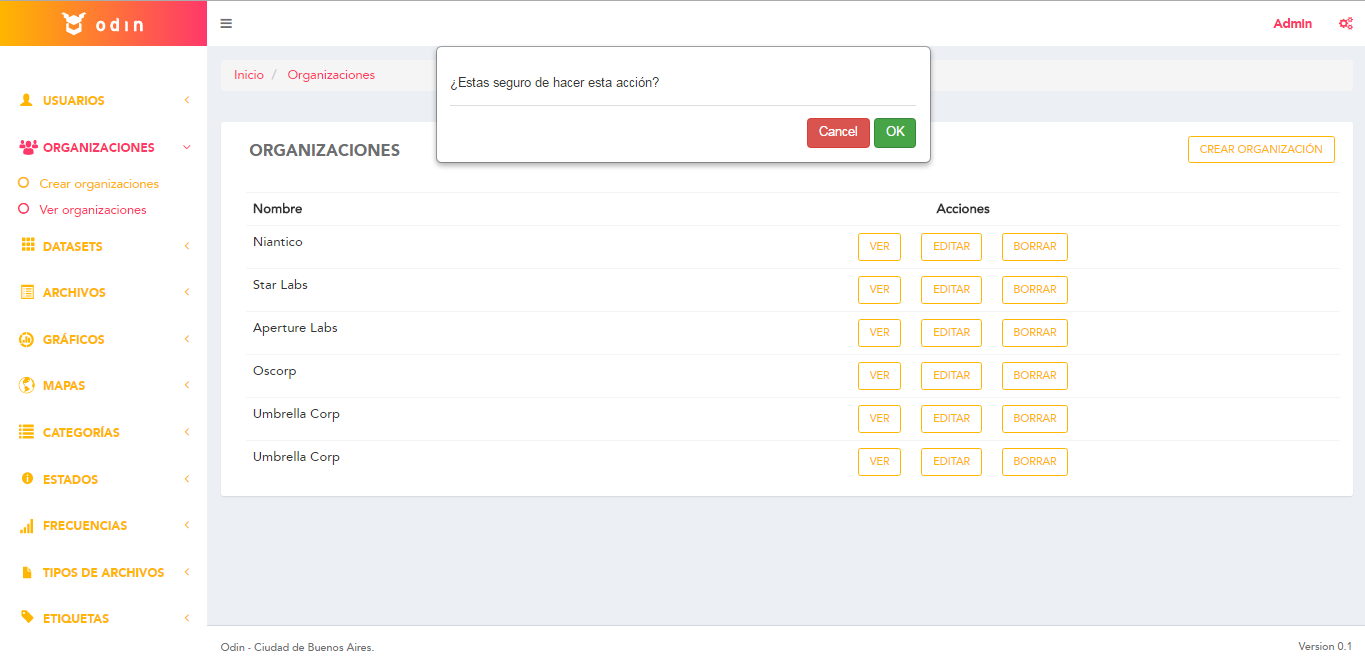 odin
Admin
Inicio / Organizaciones
¿Estas seguro de hacer esta acción?
Cancel OK
USUARIOS
ORGANIZACIONES
Crear organizaciones
Ver organizaciones
DATASETS
ARCHIVOS
GRÁFICOS
MAPAS
CATEGORÍAS
ESTADOS
FRECUENCIAS
TIPOS DE ARCHIVOS
ETIQUETAS
ORGANIZACIONES
CREAR ORGANIZACIÓN
Nombre Acciones
Niantico VER EDITAR BORRAR
Star Labs VER EDITAR BORRAR
Aperture Labs VER EDITAR BORRAR
Oscorp VER EDITAR BORRAR
Umbrella Corp VER EDITAR BORRAR
Umbrella Corp VER EDITAR BORRAR
Odin - Ciudad de Buenos Aires. Version 0.1